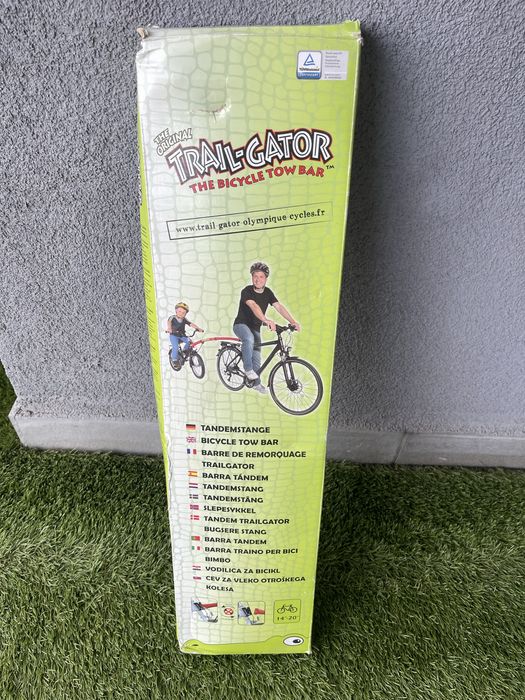 THE
ORIGINAL
TRAIL-GATOR™
THE BICYCLE TOW BAR
www.trail gator olympique cycles.fr
TANDEMSTANGE
BICYCLE TOW BAR
BARRE DE REMORQUAGE
TRAILGATOR
BARRA TÁNDEM
TANDEMSTANG
TANDEMSTÅNG
SLEPESYKKEL
TANDEM TRAILGATOR
BUGSERE STANG
BARRA TANDEM
BARRA TRAINO PER BICI
BIMBO
VODILICA ZA BICIKL
CEV ZA VLEKO OTROŠKEGA
KOLESA
14"-20"